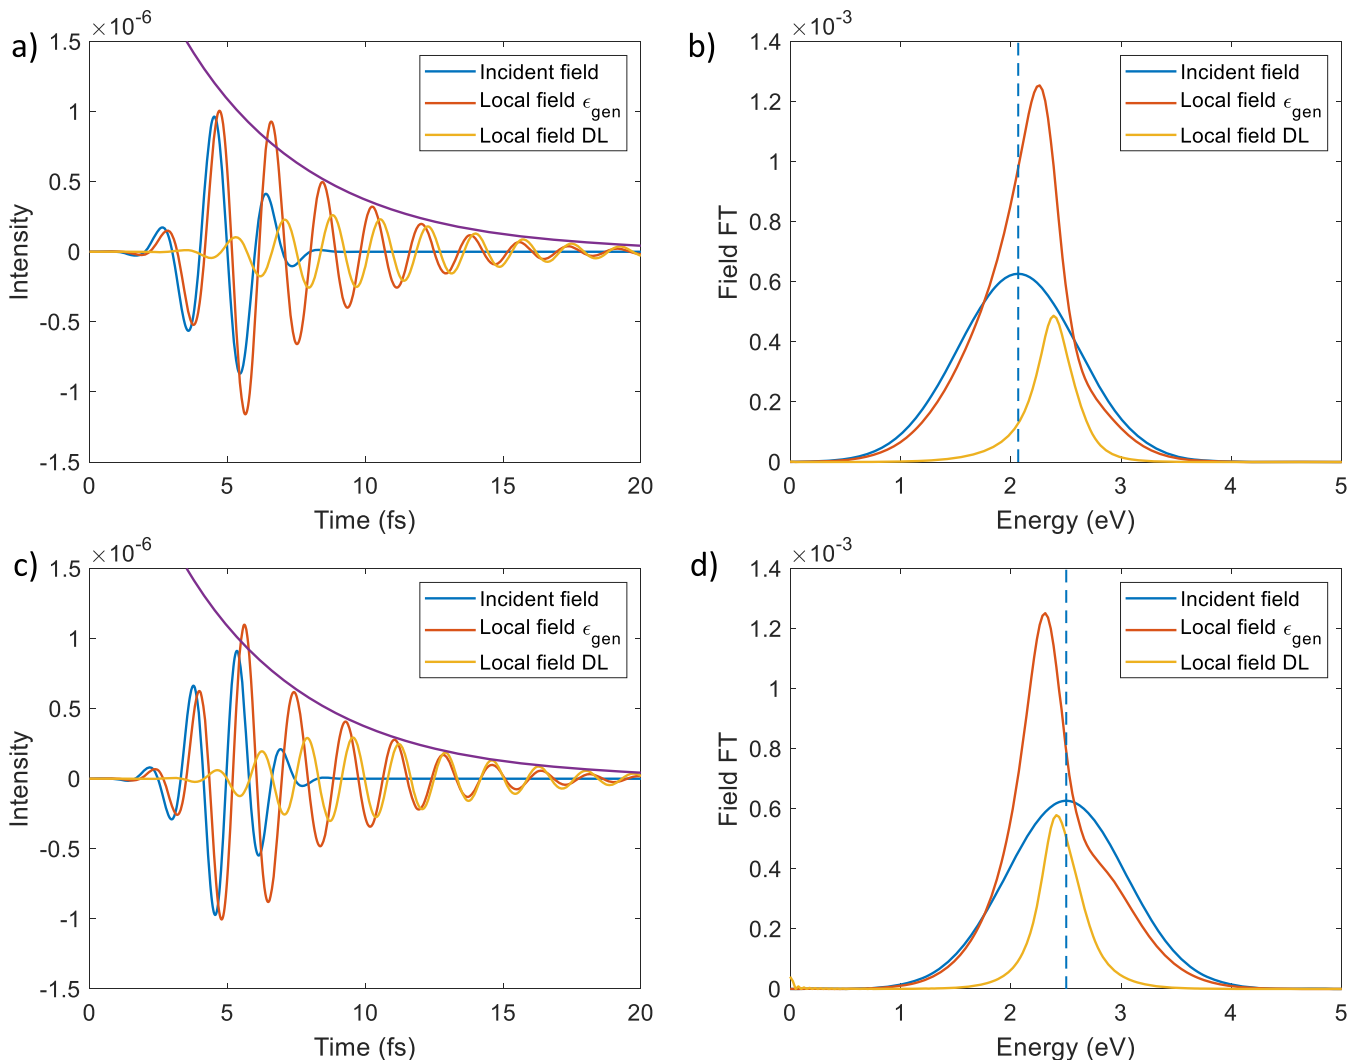 a)
×10-6
1.5
1
0.5
0
-0.5
-1
-1.5
0 5 10 15 20
Time (fs)
Intensity
Incident field
Local field ϵgen
Local field DL
b)
×10-3
1.4
1.2
1
0.8
0.6
0.4
0.2
0
0 1 2 3 4 5
Energy (eV)
Field FT
Incident field
Local field ϵgen
Local field DL
c)
×10-6
1.5
1
0.5
0
-0.5
-1
-1.5
0 5 10 15 20
Time (fs)
Intensity
Incident field
Local field ϵgen
Local field DL
d)
×10-3
1.4
1.2
1
0.8
0.6
0.4
0.2
0
0 1 2 3 4 5
Energy (eV)
Field FT
Incident field
Local field ϵgen
Local field DL